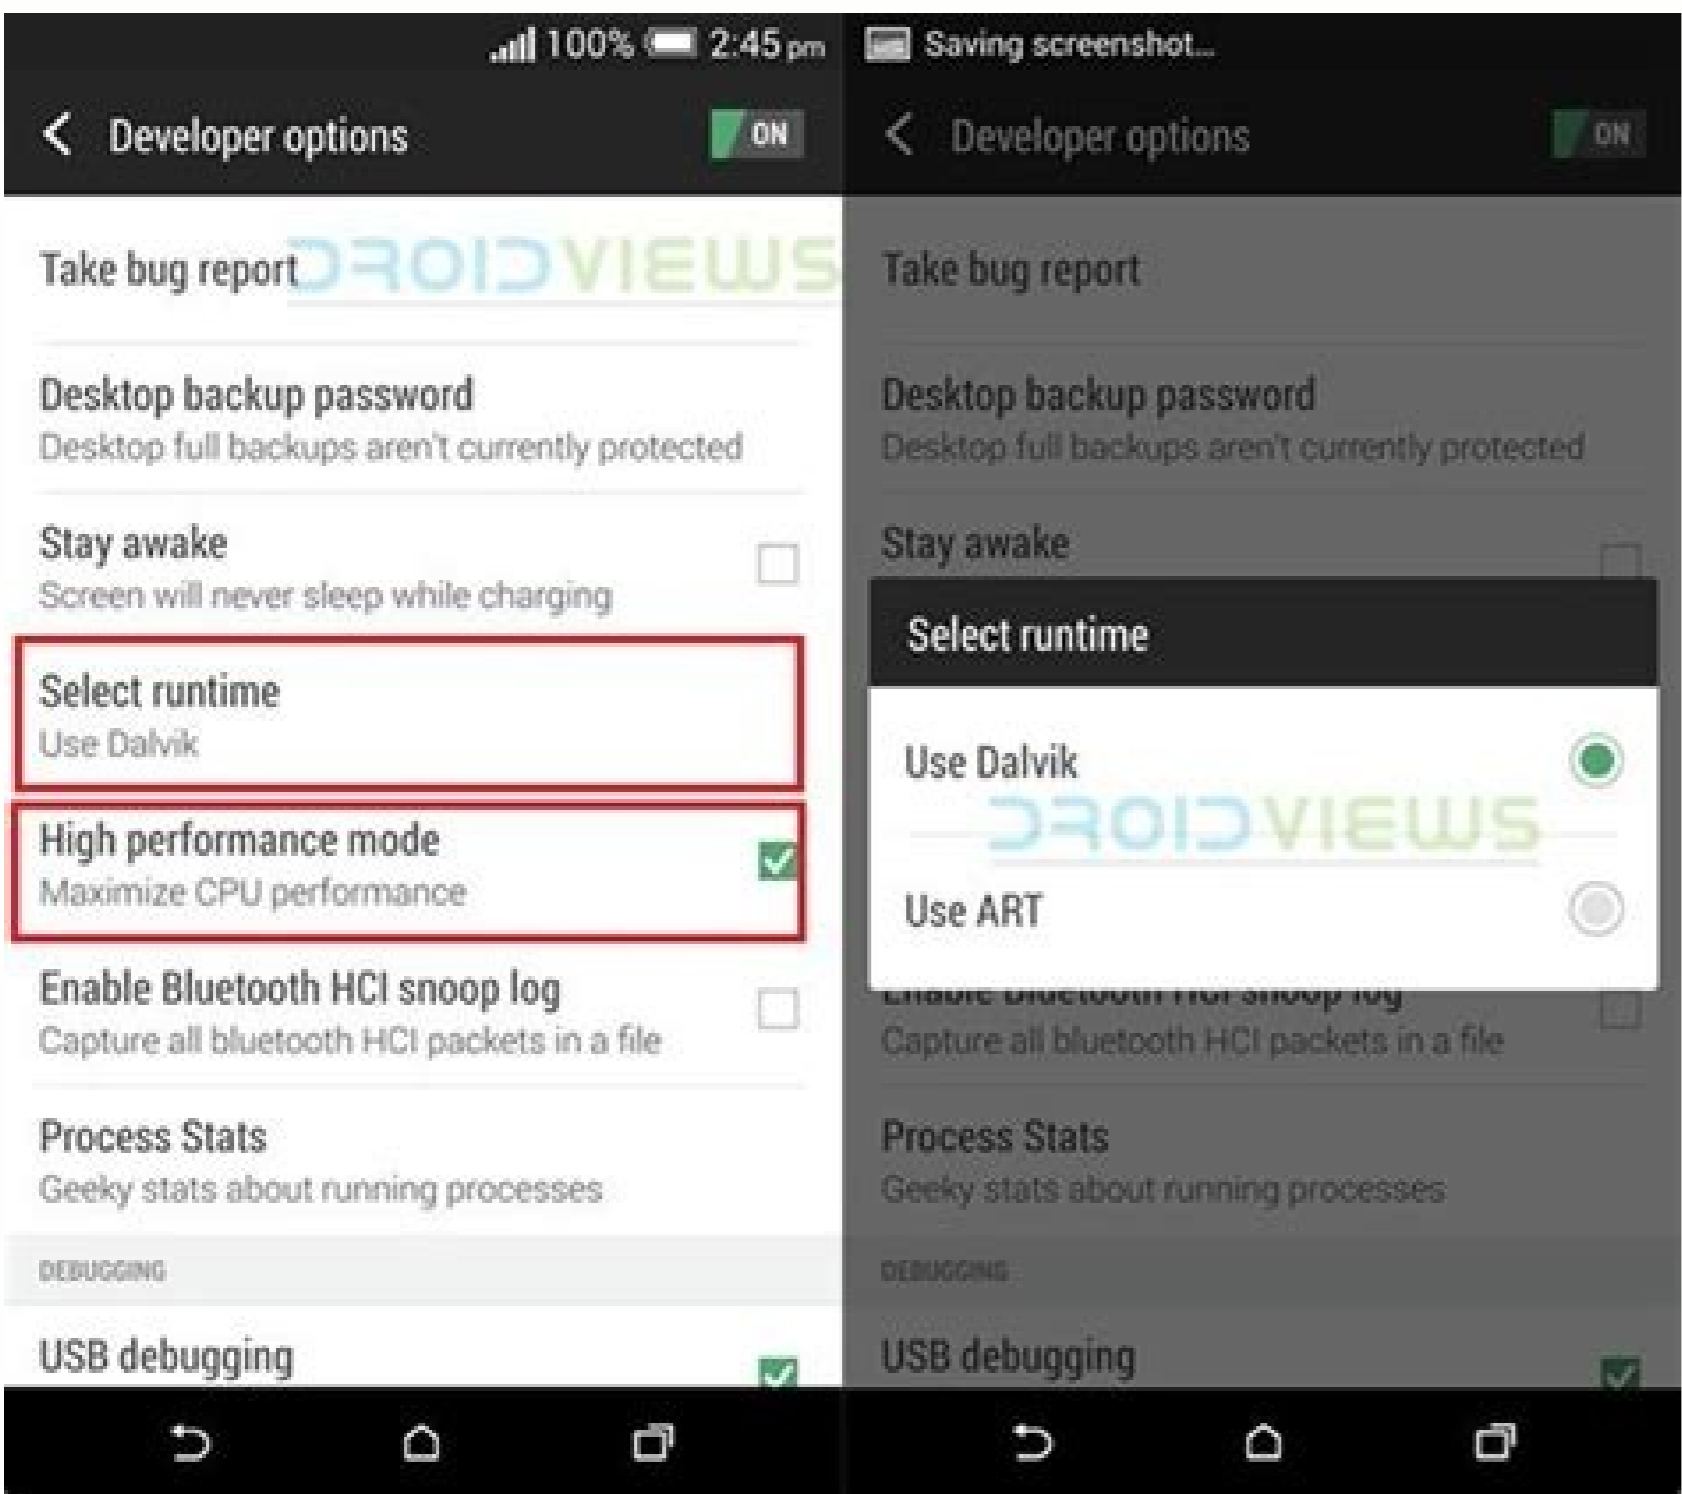 100% 2:45 pm
Developer options
ON
Take bug report
DROIDVIEWS
Desktop backup password
Desktop full backups aren't currently protected
Stay awake
Screen will never sleep while charging
Select runtime
Use Dalvik
High performance mode
Maximize CPU performance
Enable Bluetooth HCI snoop log
Capture all bluetooth HCI packets in a file
Process Stats
Geeky stats about running processes
DEBUGGING
USB debugging
Saving screenshot...
Developer options
ON
Take bug report
Desktop backup password
Desktop full backups aren't currently protected
Stay awake
Select runtime
Use Dalvik
DROIDVIEWS
Use ART
Enable Bluetooth HCI snoop log
Capture all bluetooth HCI packets in a file
Process Stats
Geeky stats about running processes
DEBUGGING
USB debugging